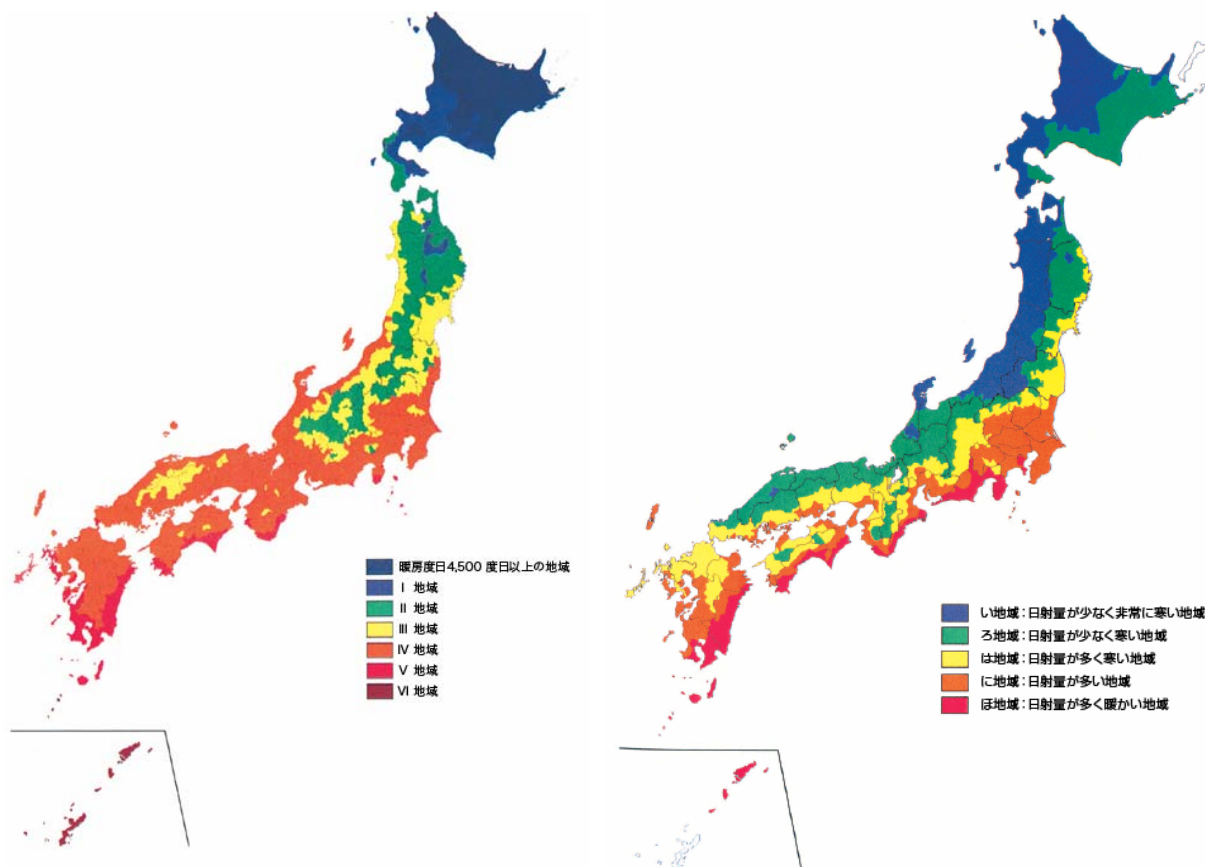 暖房度日4,500 度日以上の地域
I 地域
II 地域
III 地域
IV 地域
V 地域
VI 地域
い地域：日射量が少なく非常に寒い地域
ろ地域：日射量が少なく寒い地域
は地域：日射量が多く寒い地域
に地域：日射量が多い地域
ほ地域：日射量が多く暖かい地域